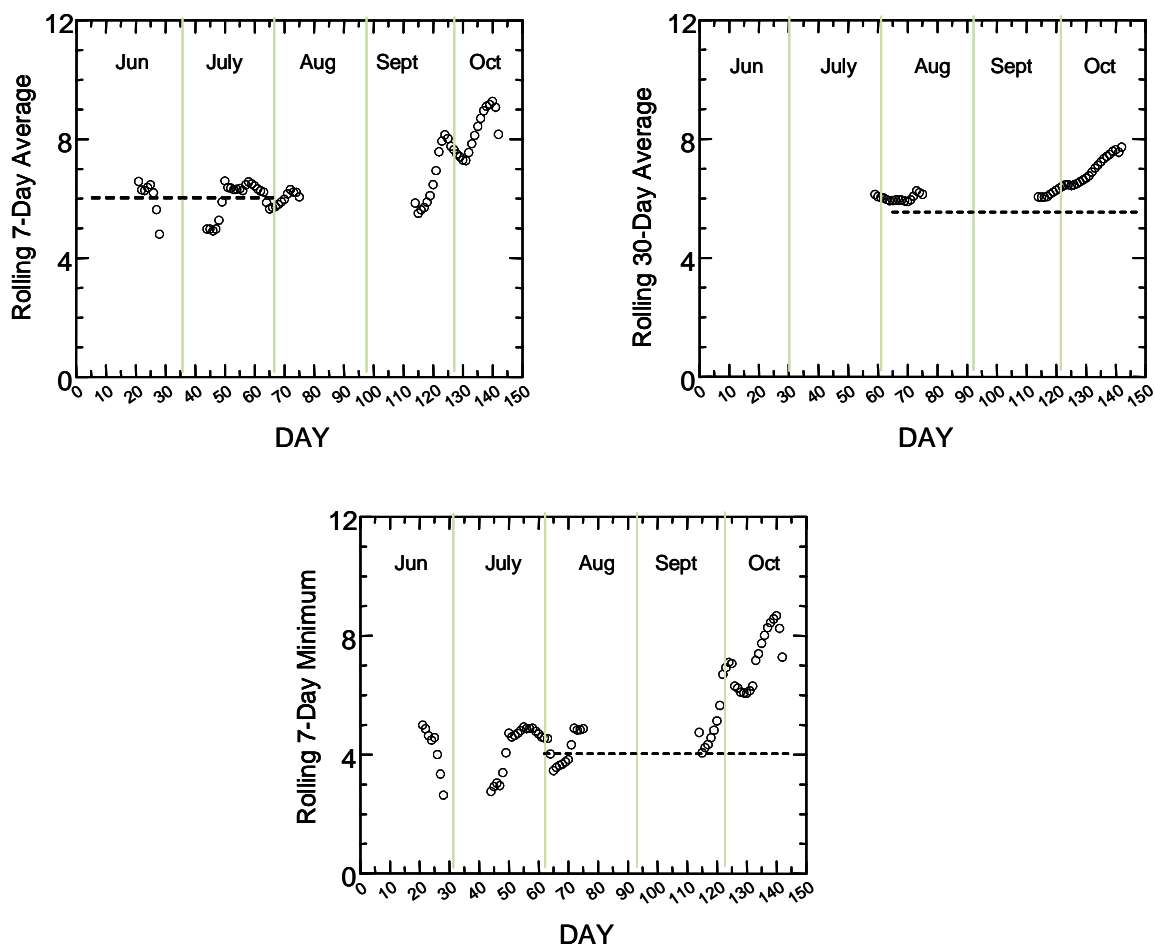 12
8
4
0
Rolling 7-Day Average
Jun July Aug Sept Oct
0 10 20 30 40 50 60 70 80 90 100 110 120 130 140 150
DAY
12
8
4
0
Rolling 30-Day Average
Jun July Aug Sept Oct
0 10 20 30 40 50 60 70 80 90 100 110 120 130 140 150
DAY
12
8
4
0
Rolling 7-Day Minimum
Jun July Aug Sept Oct
0 10 20 30 40 50 60 70 80 90 100 110 120 130 140 150
DAY